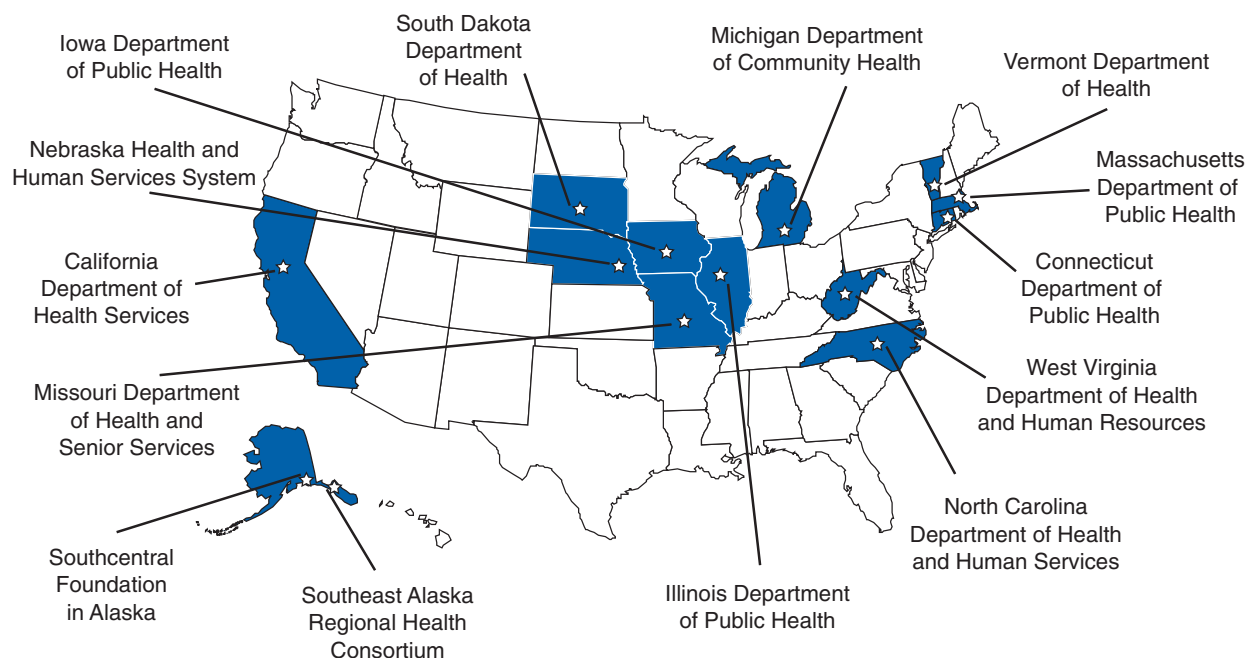 Iowa Department
of Public Health
South Dakota
Department
of Health
Michigan Department
of Community Health
Vermont Department
of Health
Nebraska Health and
Human Services System
Massachusetts
Department of
Public Health
California
Department of
Health Services
Connecticut
Department of
Public Health
Missouri Department
of Health and
Senior Services
West Virginia
Department of Health
and Human Resources
North Carolina
Department of Health
and Human Services
Southcentral
Foundation
in Alaska
Southeast Alaska
Regional Health
Consortium
Illinois Department
of Public Health